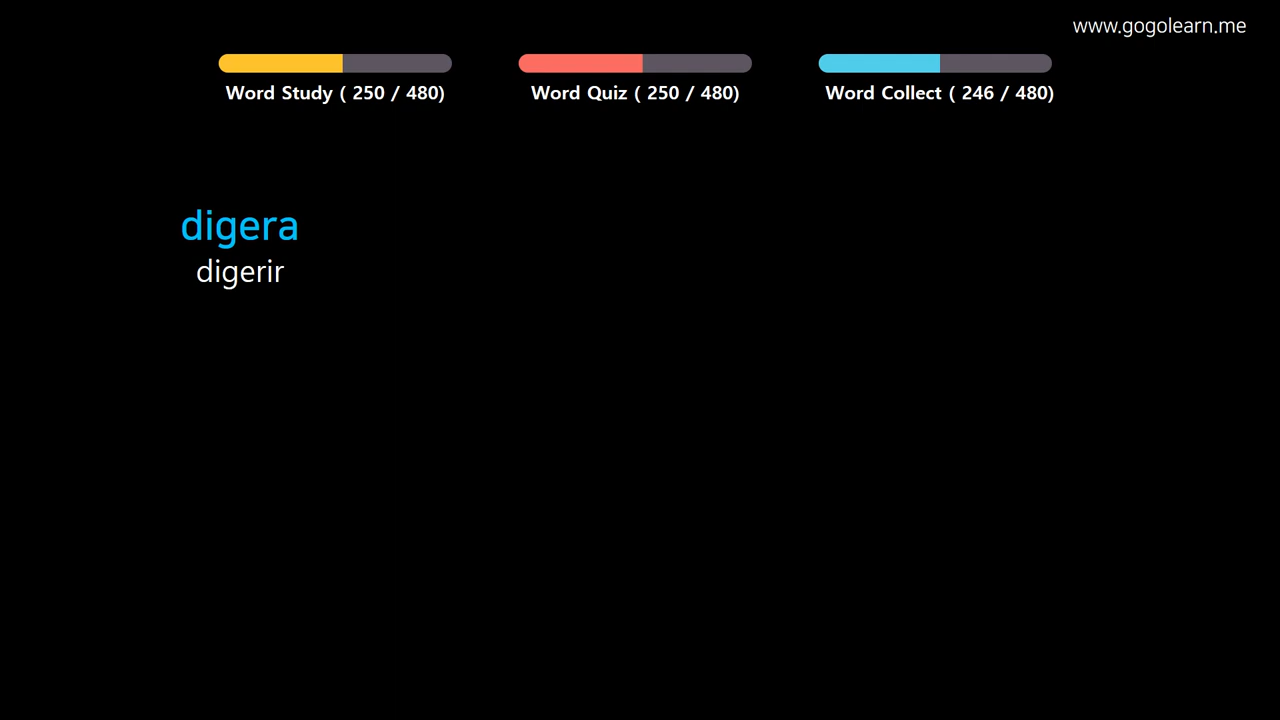 www.gogolearn.me
Word Study ( 250 / 480)
Word Quiz ( 250 / 480)
Word Collect ( 246 / 480)
digera
digerir